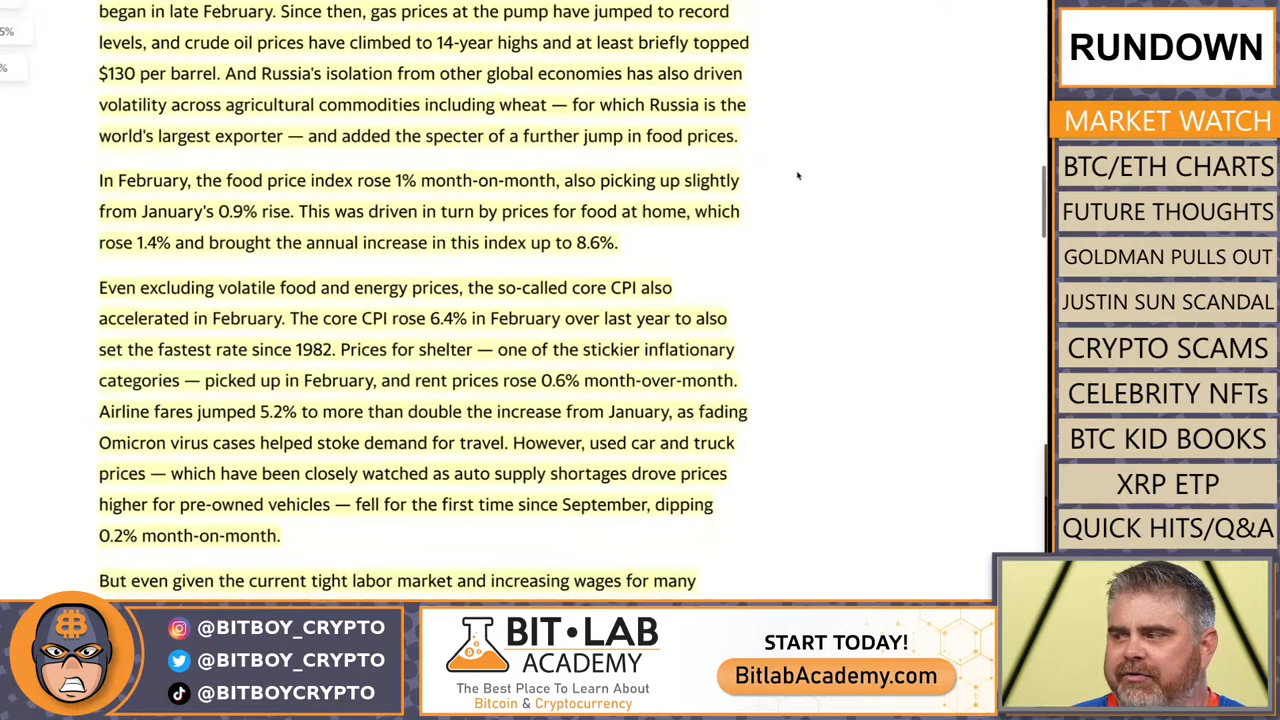 began in late February. Since then, gas prices at the pump have jumped to record
levels, and crude oil prices have climbed to 14-year highs and at least briefly topped
$130 per barrel. And Russia's isolation from other global economies has also driven
volatility across agricultural commodities including wheat — for which Russia is the
world's largest exporter — and added the specter of a further jump in food prices.
In February, the food price index rose 1% month-on-month, also picking up slightly
from January's 0.9% rise. This was driven in turn by prices for food at home, which
rose 1.4% and brought the annual increase in this index up to 8.6%.
Even excluding volatile food and energy prices, the so-called core CPI also
accelerated in February. The core CPI rose 6.4% in February over last year to also
set the fastest rate since 1982. Prices for shelter — one of the stickier inflationary
categories — picked up in February, and rent prices rose 0.6% month-over-month.
Airline fares jumped 5.2% to more than double the increase from January, as fading
Omicron virus cases helped stoke demand for travel. However, used car and truck
prices — which have been closely watched as auto supply shortages drove prices
higher for pre-owned vehicles — fell for the first time since September, dipping
0.2% month-on-month.
But even given the current tight labor market and increasing wages for many
5%
%
RUNDOWN
MARKET WATCH
BTC/ETH CHARTS
FUTURE THOUGHTS
GOLDMAN PULLS OUT
JUSTIN SUN SCANDAL
CRYPTO SCAMS
CELEBRITY NFTs
BTC KID BOOKS
XRP ETP
QUICK HITS/Q&A
@BITBOY_CRYPTO
@BITBOY_CRYPTO
@BITBOYCRYPTO
BIT•LAB
ACADEMY
The Best Place To Learn About
Bitcoin & Cryptocurrency
START TODAY!
BitlabAcademy.com